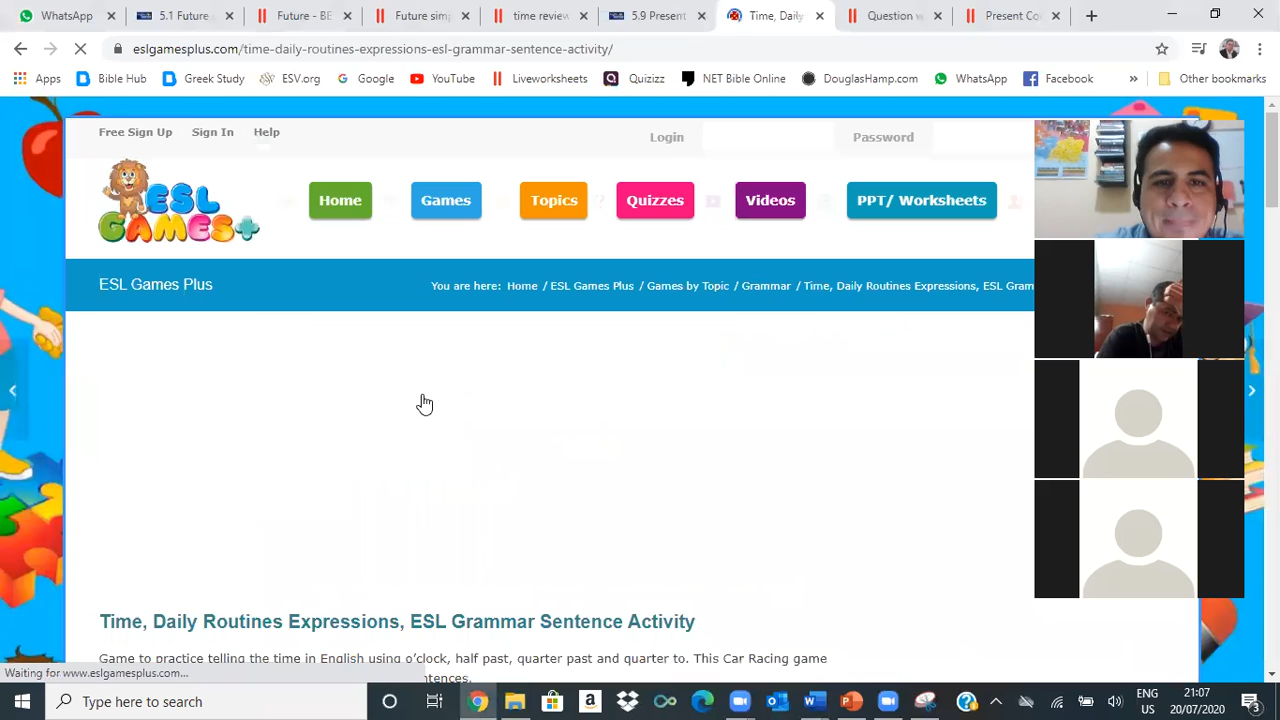 WhatsApp
5.1 Future
Future - BE
Future sim
time review
5.9 Present
Time, Daily
Question w
Present Co
eslgamesplus.com/time-daily-routines-expressions-esl-grammar-sentence-activity/
Apps
Bible Hub
Greek Study
ESV.org
Google
YouTube
Liveworksheets
Quizizz
NET Bible Online
DouglasHamp.com
WhatsApp
Facebook
»
Other bookmarks
Free Sign Up
Sign In
Help
Login
Password
ESL
GAMES+
Home
Games
Topics
Quizzes
Videos
PPT/ Worksheets
ESL Games Plus
You are here: Home / ESL Games Plus / Games by Topic / Grammar / Time, Daily Routines Expressions, ESL Gram
Time, Daily Routines Expressions, ESL Grammar Sentence Activity
Game to practice telling the time in English using o'clock, half past, quarter past and quarter to. This Car Racing game
ntences.
Waiting for www.eslgamesplus.com...
Type here to search
ENG
US
21:07
20/07/2020
3